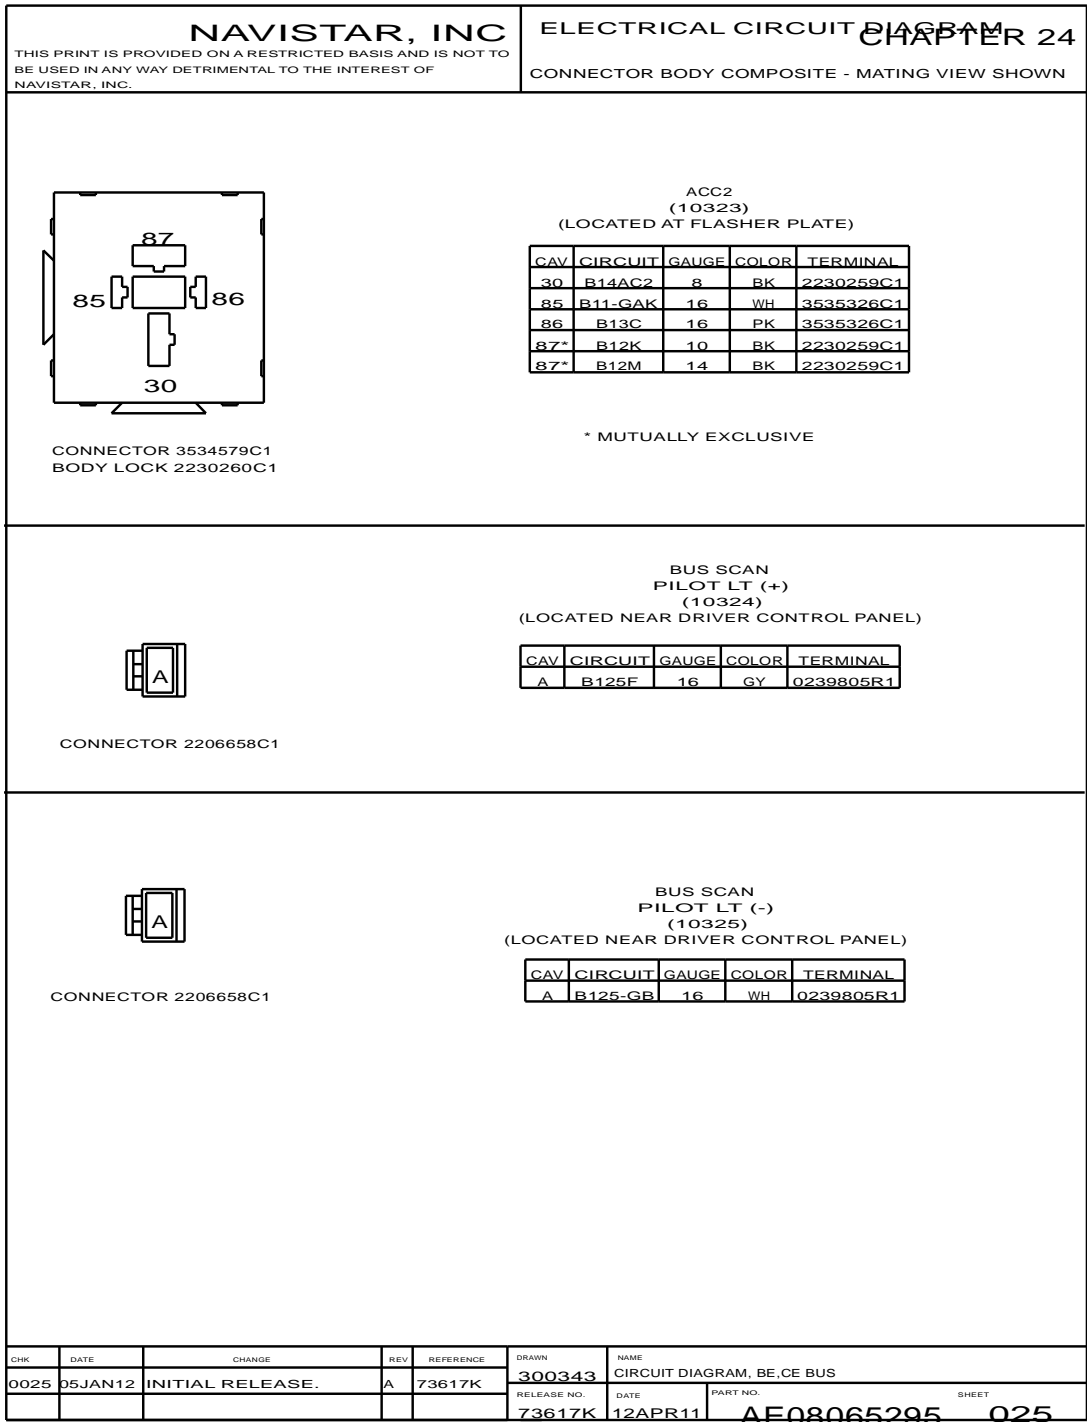 NAVISTAR, INC
THIS PRINT IS PROVIDED ON A RESTRICTED BASIS AND IS NOT TO
BE USED IN ANY WAY DETRIMENTAL TO THE INTEREST OF
NAVISTAR, INC.
ELECTRICAL CIRCUIT DIAGRAM
CHAPTER 24
CONNECTOR BODY COMPOSITE - MATING VIEW SHOWN
87
85
86
30
CONNECTOR 3534579C1
BODY LOCK 2230260C1
ACC2
(10323)
(LOCATED AT FLASHER PLATE)
CAV CIRCUIT GAUGE COLOR TERMINAL
30 B14AC2 8 BK 2230259C1
85 B11-GAK 16 WH 3535326C1
86 B13C 16 PK 3535326C1
87* B12K 10 BK 2230259C1
87* B12M 14 BK 2230259C1
* MUTUALLY EXCLUSIVE
A
CONNECTOR 2206658C1
BUS SCAN
PILOT LT (+)
(10324)
(LOCATED NEAR DRIVER CONTROL PANEL)
CAV CIRCUIT GAUGE COLOR TERMINAL
A B125F 16 GY 0239805R1
A
CONNECTOR 2206658C1
BUS SCAN
PILOT LT (-)
(10325)
(LOCATED NEAR DRIVER CONTROL PANEL)
CAV CIRCUIT GAUGE COLOR TERMINAL
A B125-GB 16 WH 0239805R1
CHK DATE CHANGE REV REFERENCE
0025 05JAN12 INITIAL RELEASE. A 73617K
DRAWN
300343
NAME
CIRCUIT DIAGRAM, BE,CE BUS
RELEASE NO.
73617K
DATE
12APR11
PART NO.
AE08065295
SHEET
025